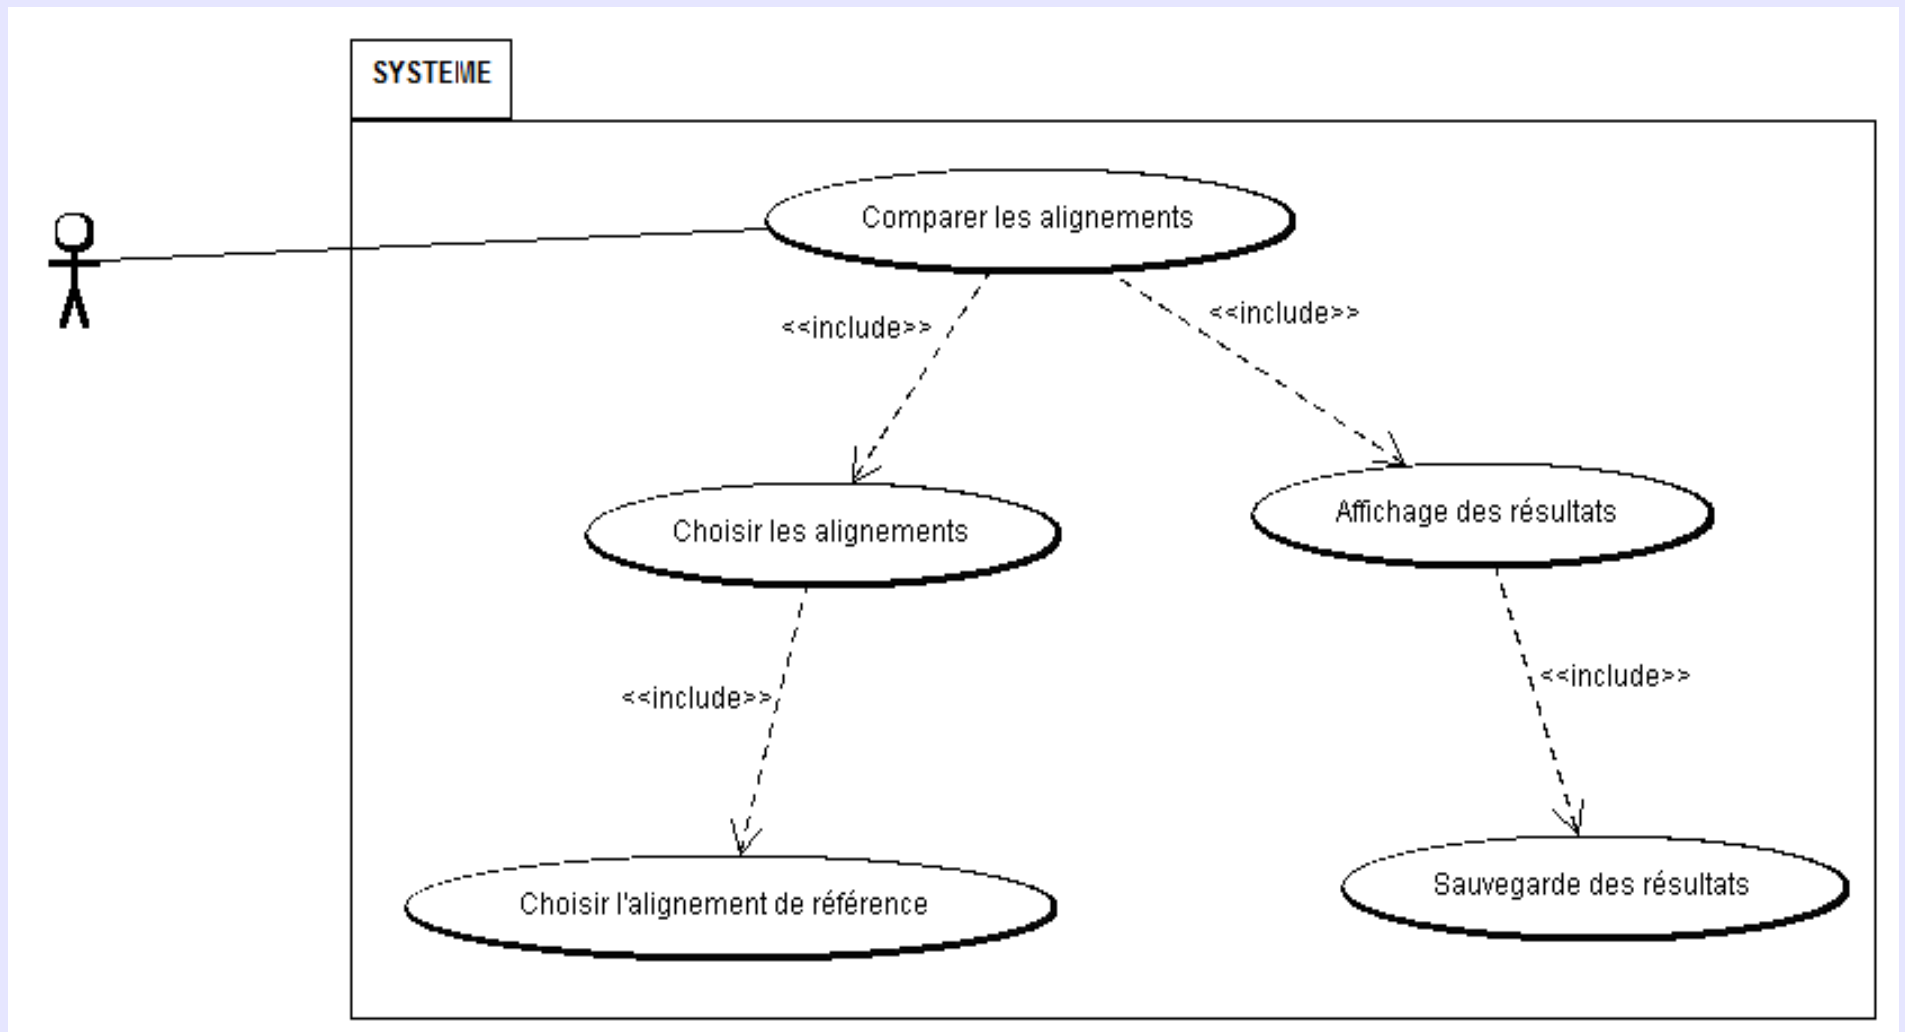 SYSTEME
Comparer les alignements
<<include>>
<<include>>
Choisir les alignements
Affichage des résultats
<<include>>
<<include>>
Choisir l'alignement de référence
Sauvegarde des résultats